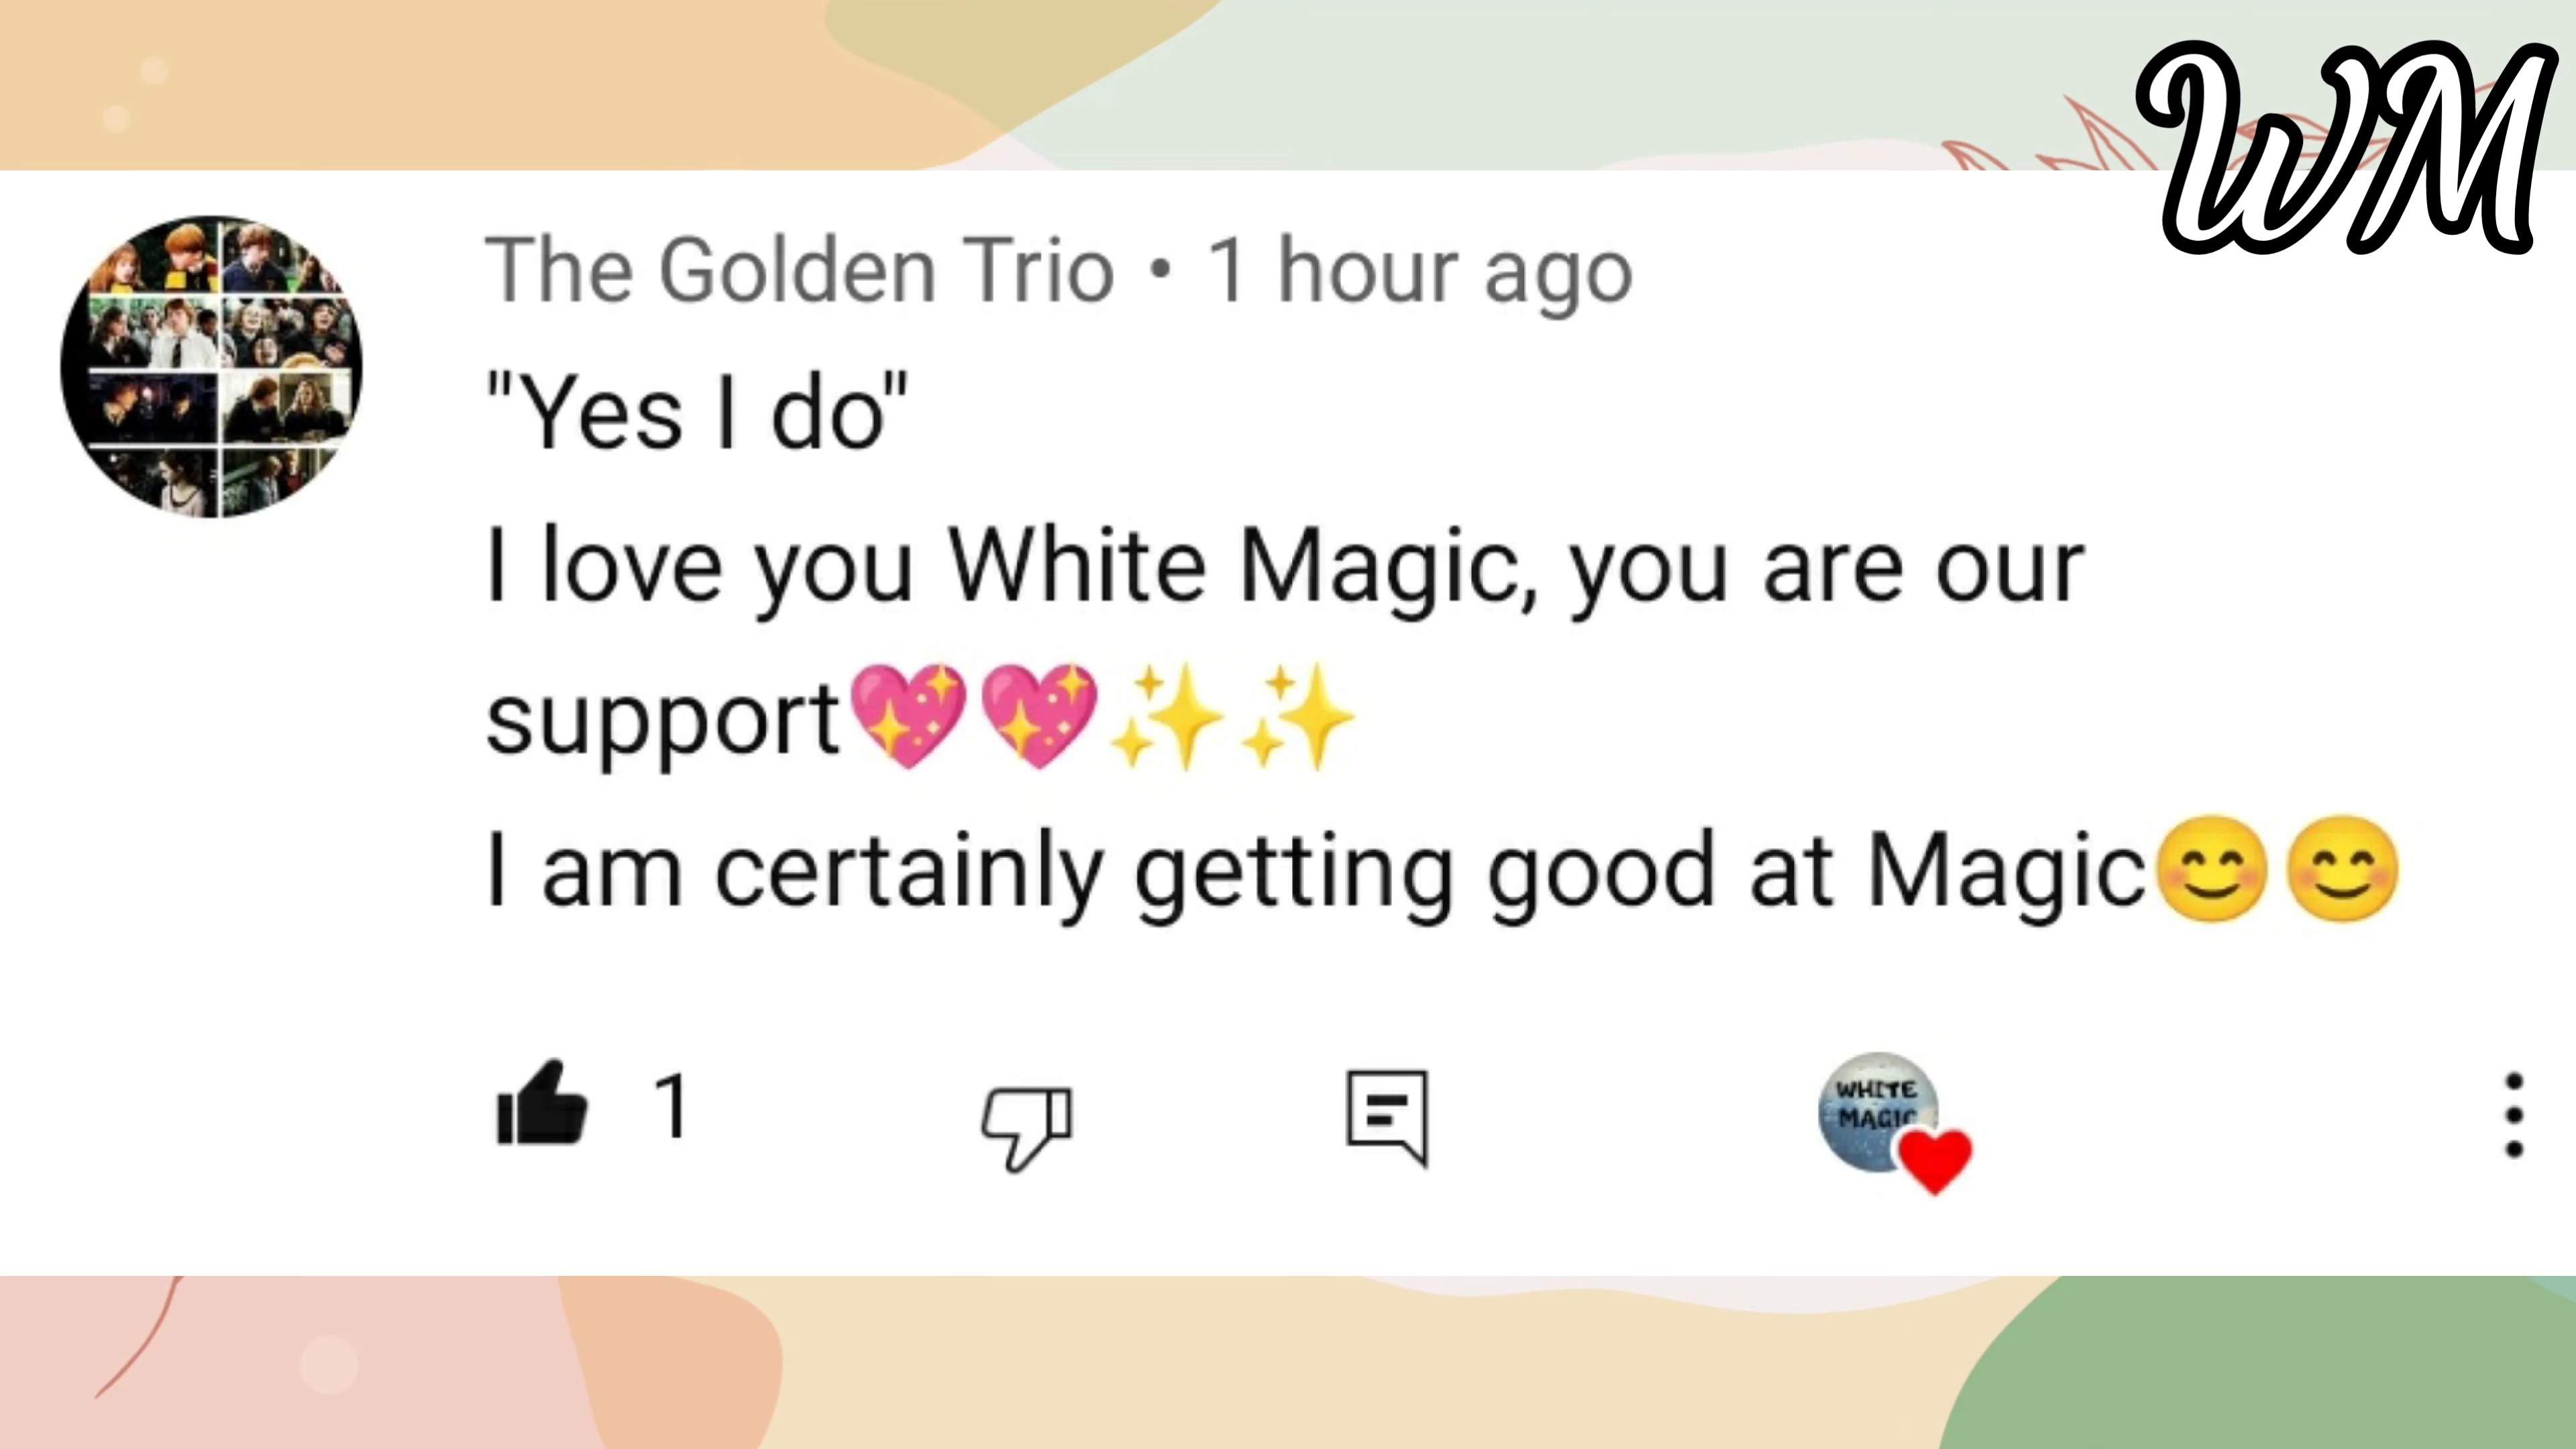 WM
The Golden Trio • 1 hour ago
"Yes I do"
I love you White Magic, you are our
support💖💖✨✨
I am certainly getting good at Magic😊😊
1
WHITE
MAGIC